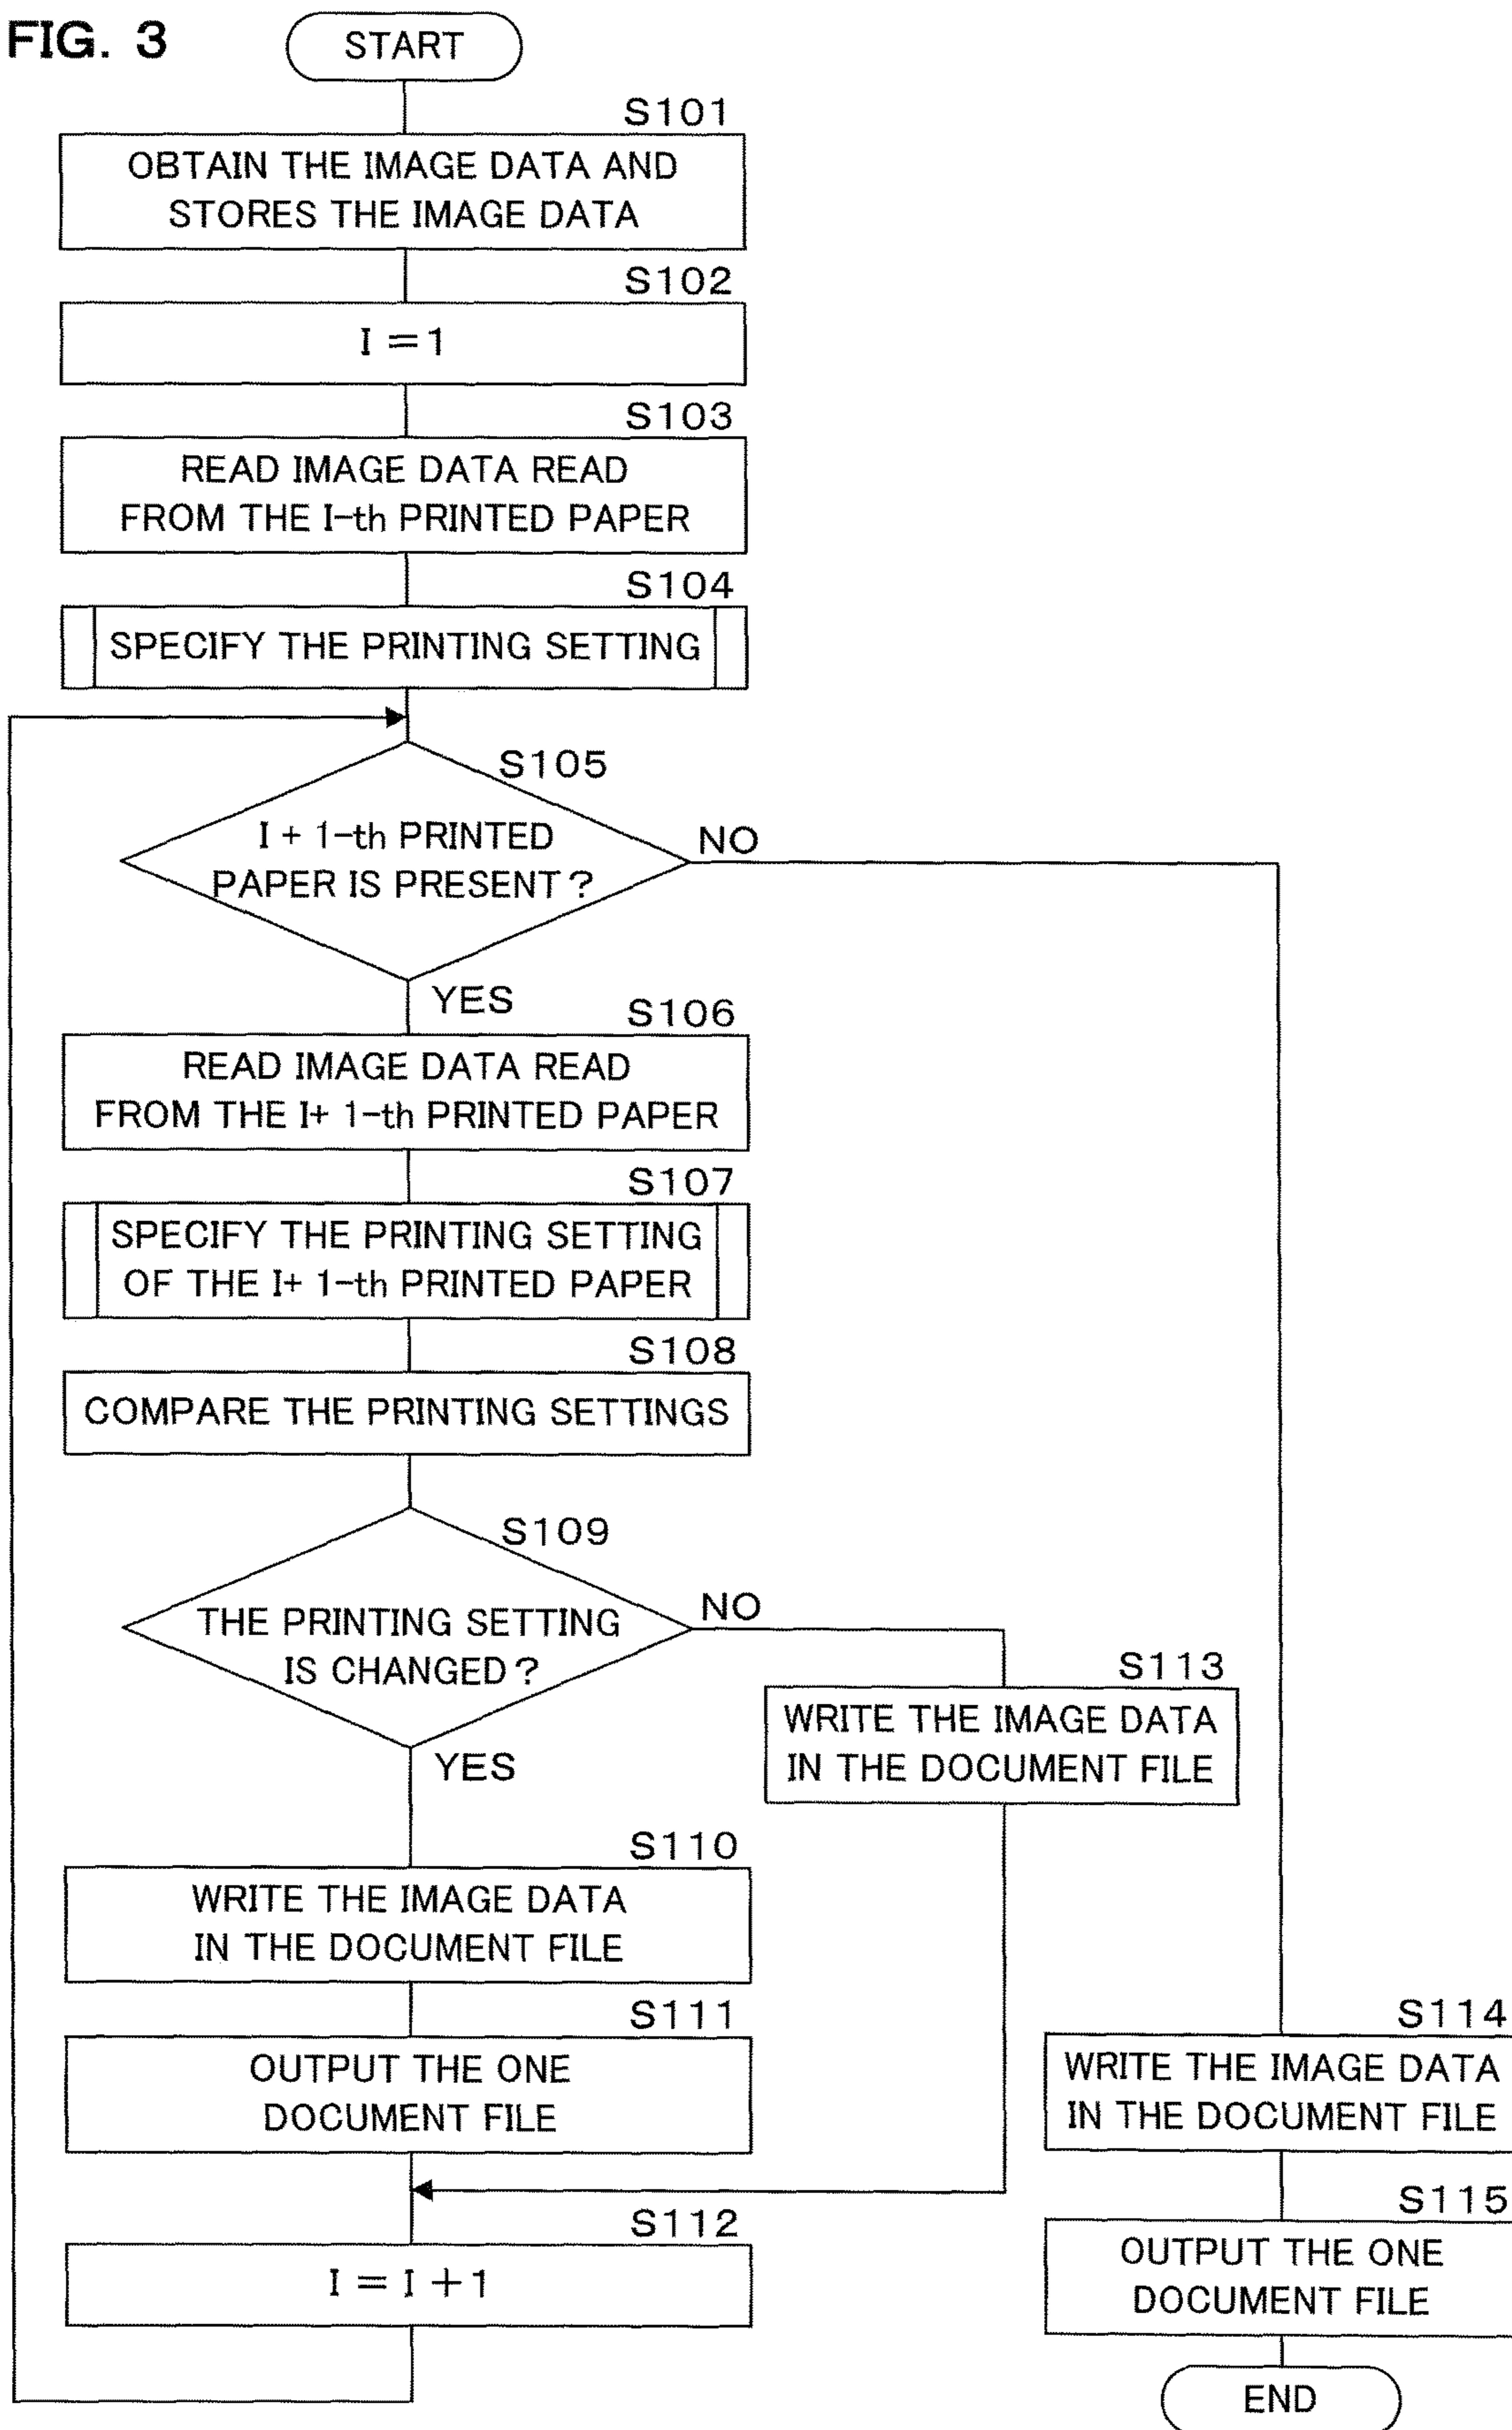 FIG. 3
START
S101
OBTAIN THE IMAGE DATA AND
STORES THE IMAGE DATA
S102
I = 1
S103
READ IMAGE DATA READ
FROM THE I-th PRINTED PAPER
S104
SPECIFY THE PRINTING SETTING
S105
I + 1-th PRINTED
PAPER IS PRESENT?
NO
YES
S106
READ IMAGE DATA READ
FROM THE I+ 1-th PRINTED PAPER
S107
SPECIFY THE PRINTING SETTING
OF THE I+ 1-th PRINTED PAPER
S108
COMPARE THE PRINTING SETTINGS
S109
THE PRINTING SETTING
IS CHANGED?
NO
YES
S113
WRITE THE IMAGE DATA
IN THE DOCUMENT FILE
S110
WRITE THE IMAGE DATA
IN THE DOCUMENT FILE
S111
OUTPUT THE ONE
DOCUMENT FILE
S112
I = I +1
S114
WRITE THE IMAGE DATA
IN THE DOCUMENT FILE
S115
OUTPUT THE ONE
DOCUMENT FILE
END